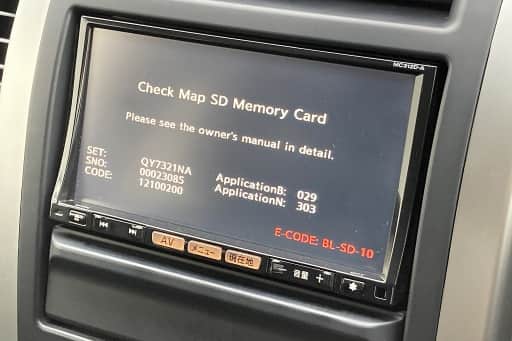 MC312D-A
Check Map SD Memory Card
Please see the owner's manual in detail.
SET: QY7321NA ApplicationB: 029
SNO: 00023085 ApplicationN: 303
CODE: 12100200
E-CODE: BL-SD-10
AV
メニュー
現在地
音量 +